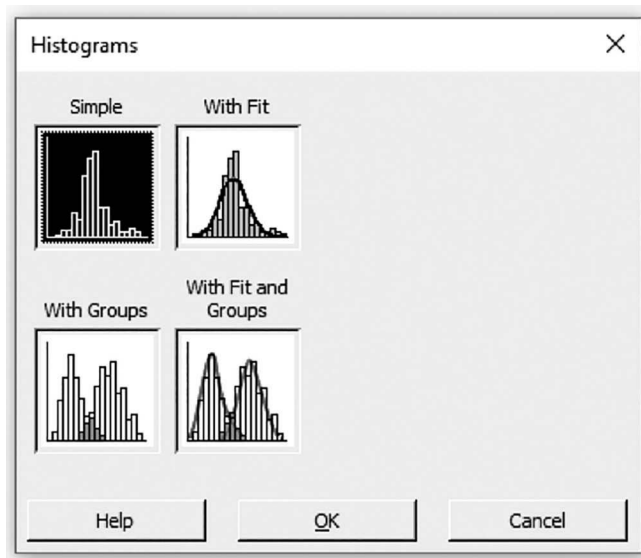 Histograms
Simple
With Fit
With Groups
With Fit and
Groups
Help
OK
Cancel